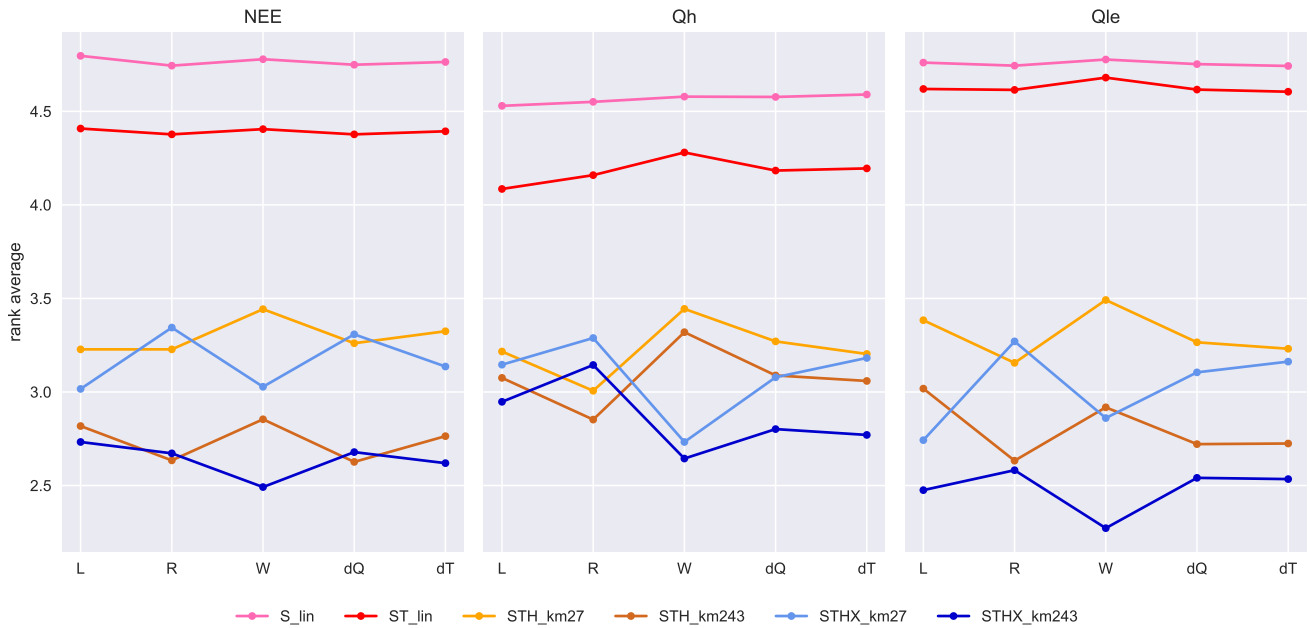 NEE Qh Qle
rank average
4.5
4.0
3.5
3.0
2.5
L R W dQ dT L R W dQ dT L R W dQ dT
S_lin ST_lin STH_km27 STH_km243 STHX_km27 STHX_km243